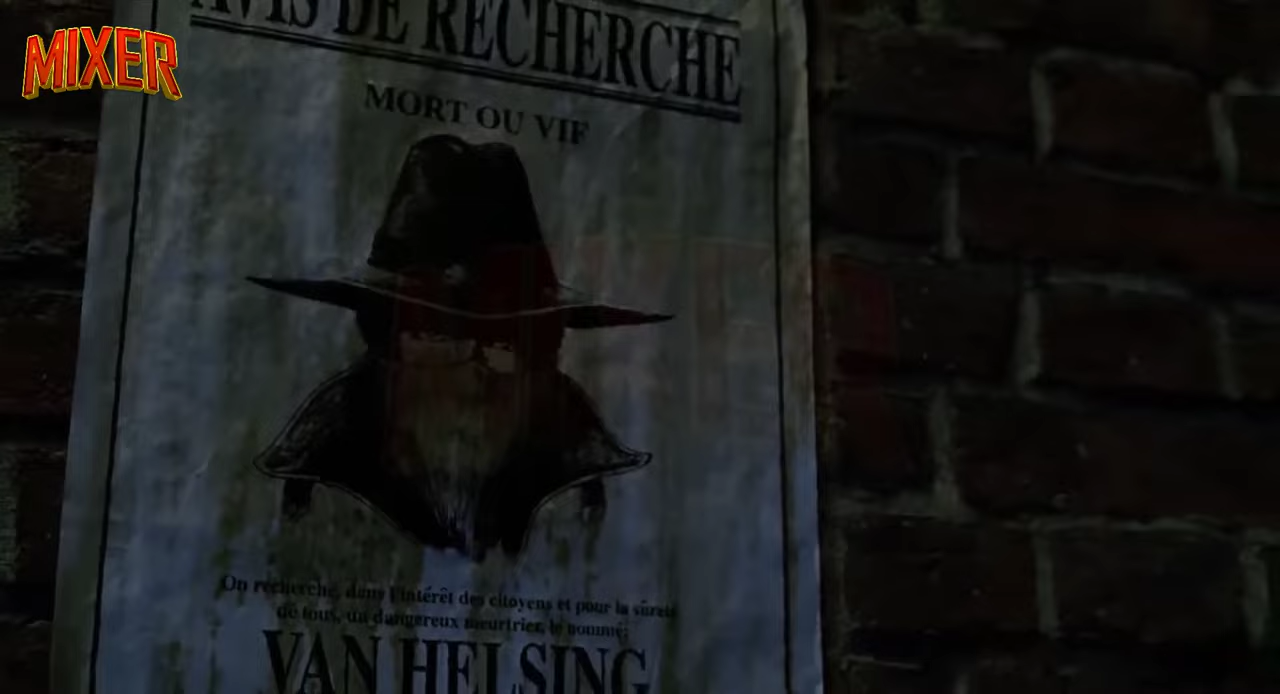 MIXER
AVIS DE RECHERCHE
MORT OU VIF
On recherche, dans l'intérêt des citoyens et pour la sûreté
de tous, un dangereux meurtrier, le nommé:
VAN HELSING